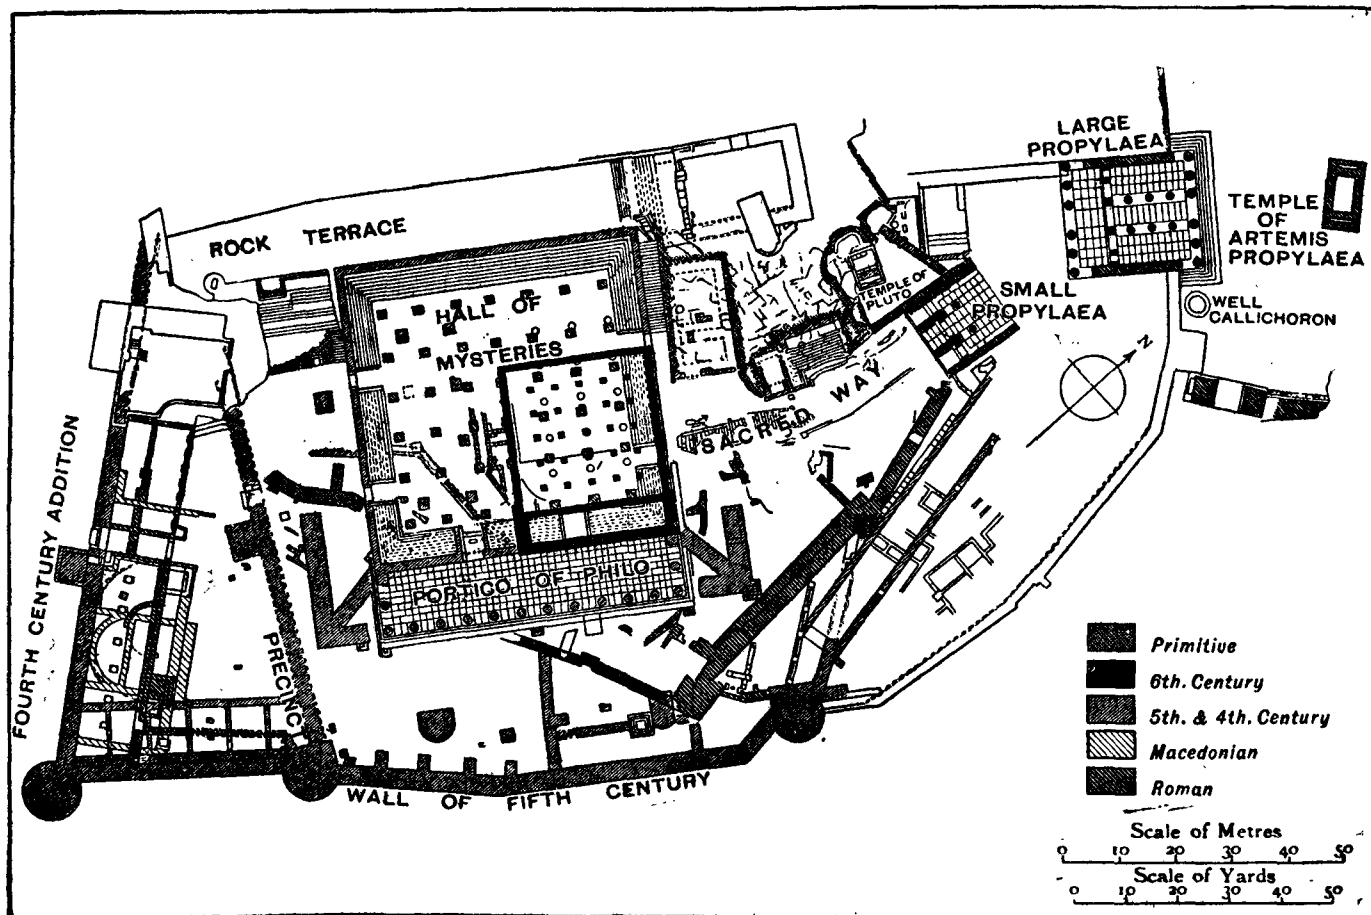 LARGE
PROPYLAEA
TEMPLE
OF
ARTEMIS
PROPYLAEA
ROCK TERRACE
HALL OF
MYSTERIES
TEMPLE OF
PLUTO
SMALL
PROPYLAEA
WELL
CALLICHORON
N
SACRED WAY
FOURTH CENTURY ADDITION
PRECINCT
PORTICO OF PHILO
WALL OF FIFTH CENTURY
Primitive
6th. Century
5th. & 4th. Century
Macedonian
Roman
Scale of Metres
0 10 20 30 40 50
Scale of Yards
0 10 20 30 40 50